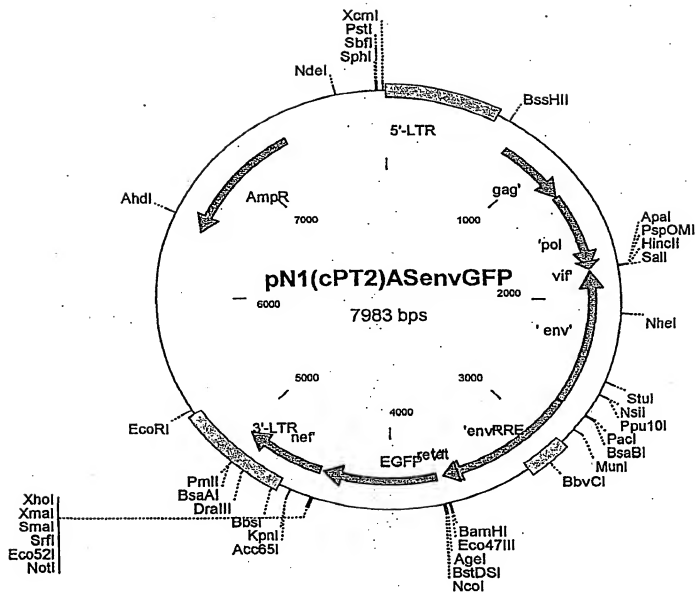 XcmI
PstI
SbfI
SphI
NdeI
BssHII
5'-LTR
AmpR
gag'
AhdI
7000
1000
ApaI
PspOMI
HincII
SalI
'pol
vif'
pN1(cPT2)ASenvGFP
6000
2000
7983 bps
NheI
'env'
5000
3000
StuI
NsiI
Ppu10I
PacI
BsaBI
MunI
BbvCI
4000
EcoRI
3'-LTR
nef'
'envRRE
EGFP
PmlI
BsaAI
DraIII
BbsI
KpnI
Acc65I
XhoI
XmaI
SmaI
SrfI
Eco52I
NotI
BamHI
Eco47III
AgeI
BstDSI
NcoI